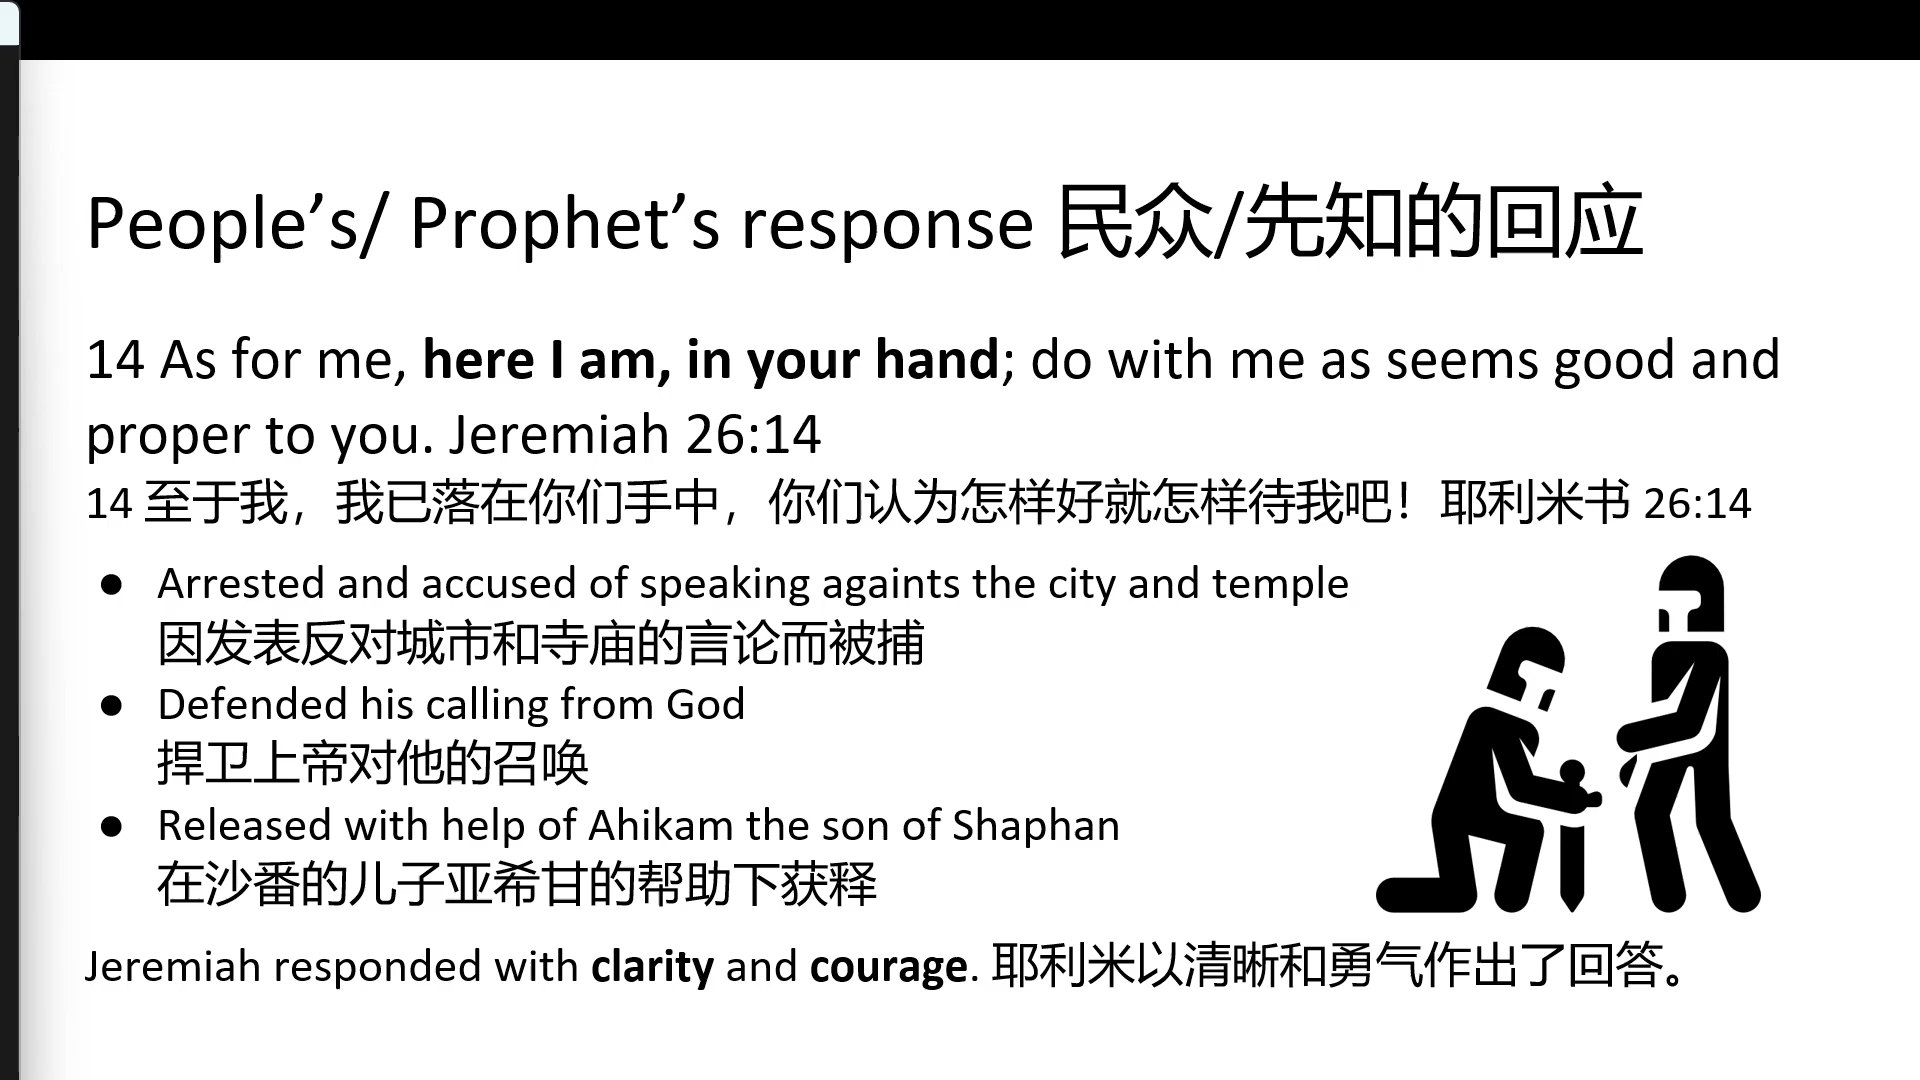 People’s/ Prophet’s response 民众/先知的回应
14 As for me, here I am, in your hand; do with me as seems good and
proper to you. Jeremiah 26:14
14 至于我，我已落在你们手中，你们认为怎样好就怎样待我吧！耶利米书 26:14
● Arrested and accused of speaking againts the city and temple
因发表反对城市和寺庙的言论而被捕
● Defended his calling from God
捍卫上帝对他的召唤
● Released with help of Ahikam the son of Shaphan
在沙番的儿子亚希甘的帮助下获释
Jeremiah responded with clarity and courage. 耶利米以清晰和勇气作出了回答。